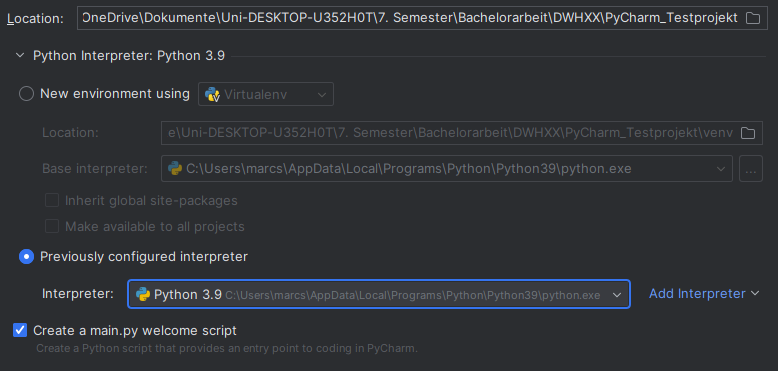 Location: OneDrive\Dokumente\Uni-DESKTOP-U352H0T\7. Semester\Bachelorarbeit\DWHXX\PyCharm_Testprojekt
Python Interpreter: Python 3.9
New environment using Virtualenv
Location: e\Uni-DESKTOP-U352H0T\7. Semester\Bachelorarbeit\DWHXX\PyCharm_Testprojekt\venv
Base interpreter: C:\Users\marcs\AppData\Local\Programs\Python\Python39\python.exe ...
Inherit global site-packages
Make available to all projects
Previously configured interpreter
Interpreter: Python 3.9 C:\Users\marcs\AppData\Local\Programs\Python\Python39\python.exe Add Interpreter
Create a main.py welcome script
Create a Python script that provides an entry point to coding in PyCharm.